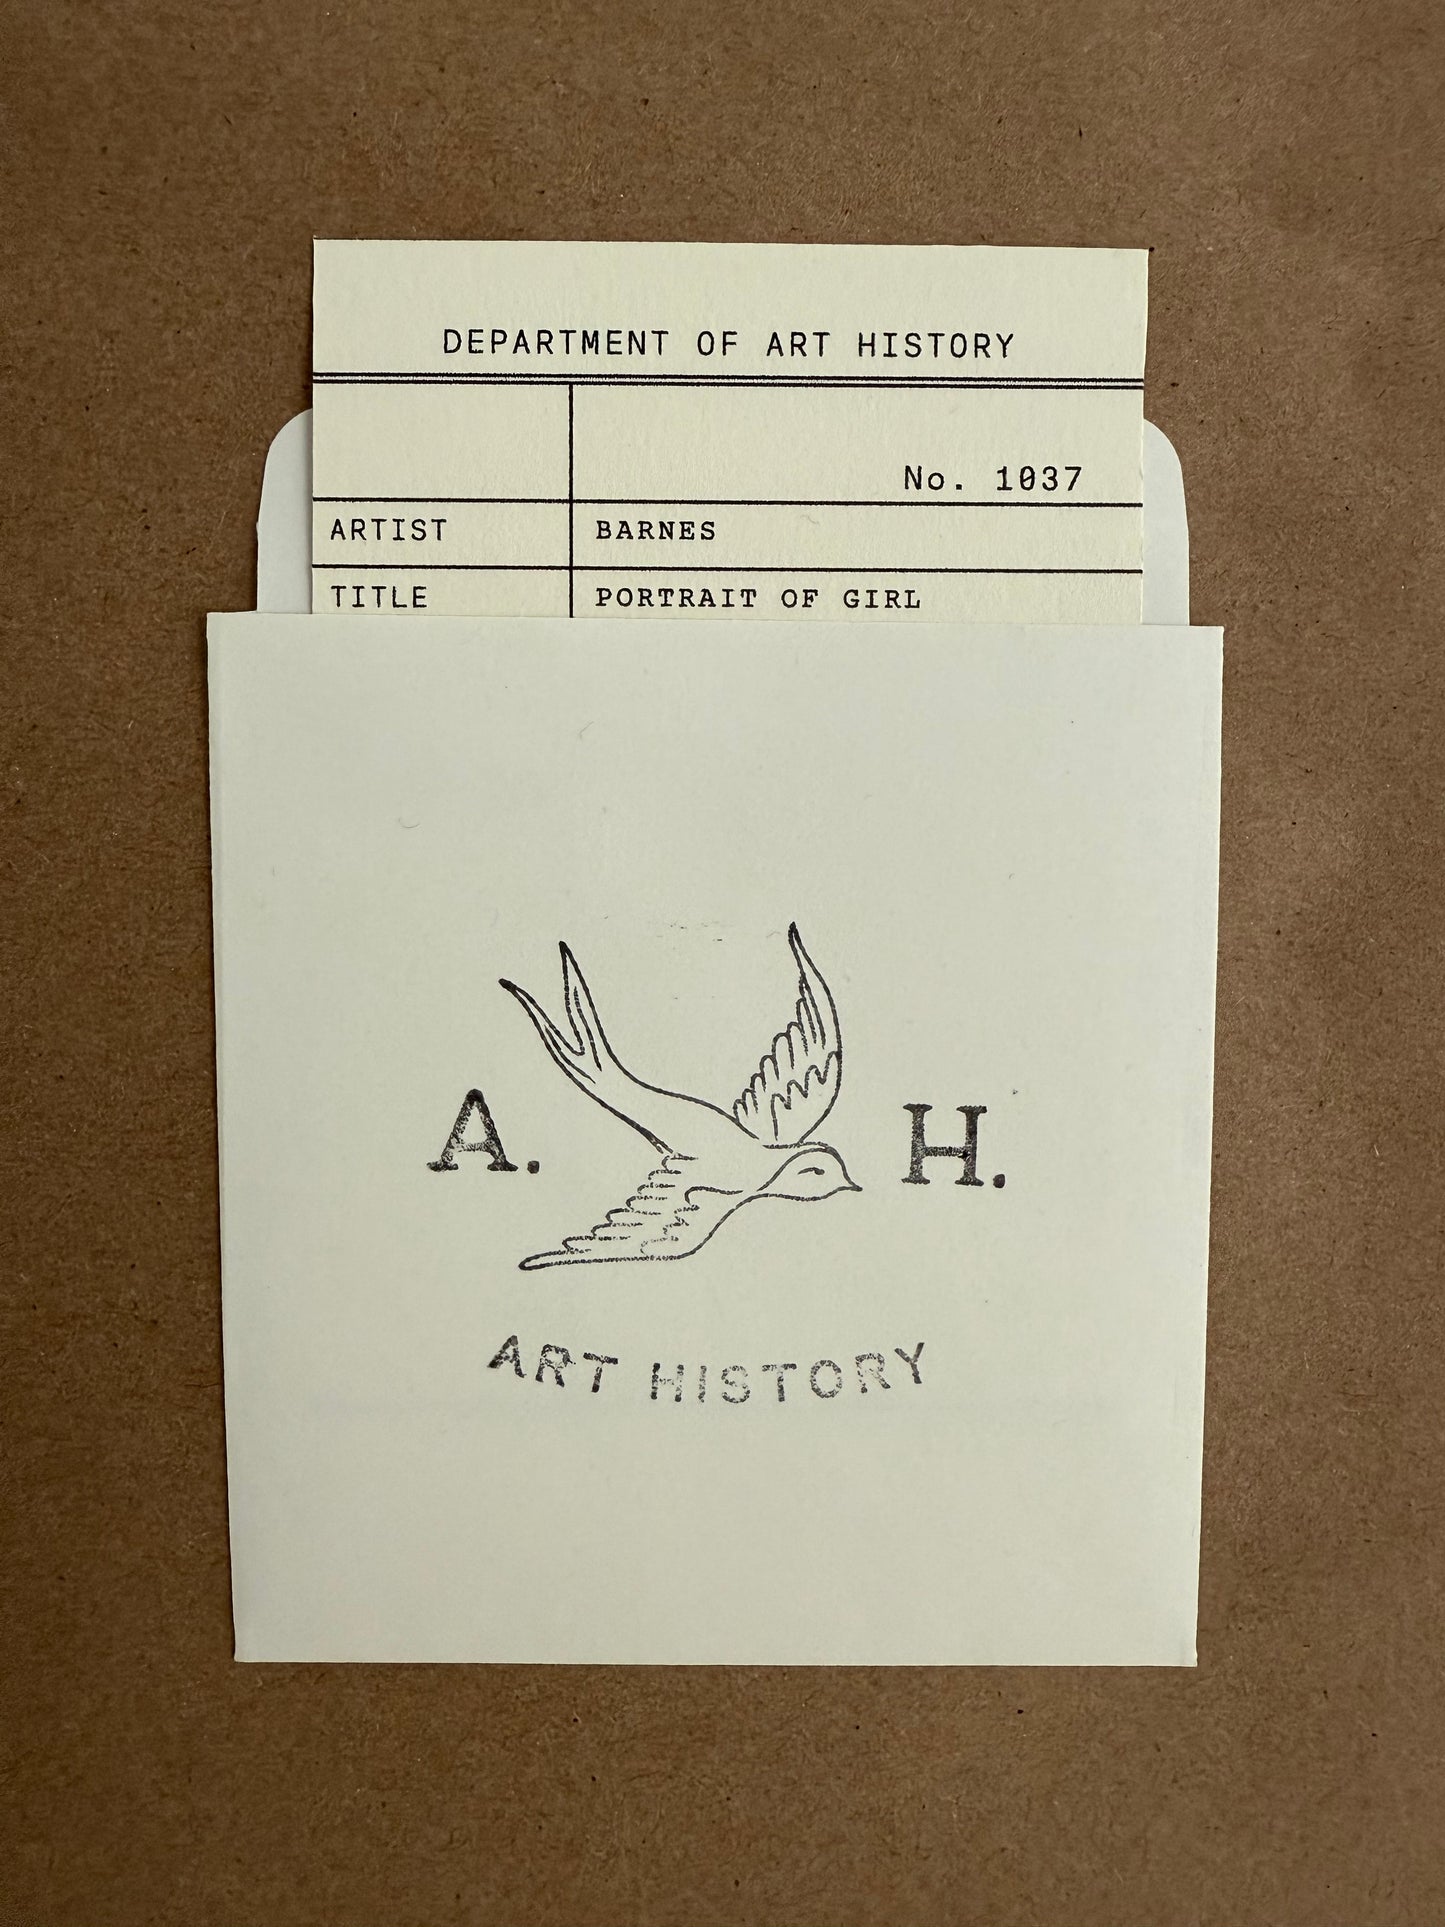 DEPARTMENT OF ART HISTORY
No. 1037
ARTIST BARNES
TITLE PORTRAIT OF GIRL
A. H.
ART HISTORY